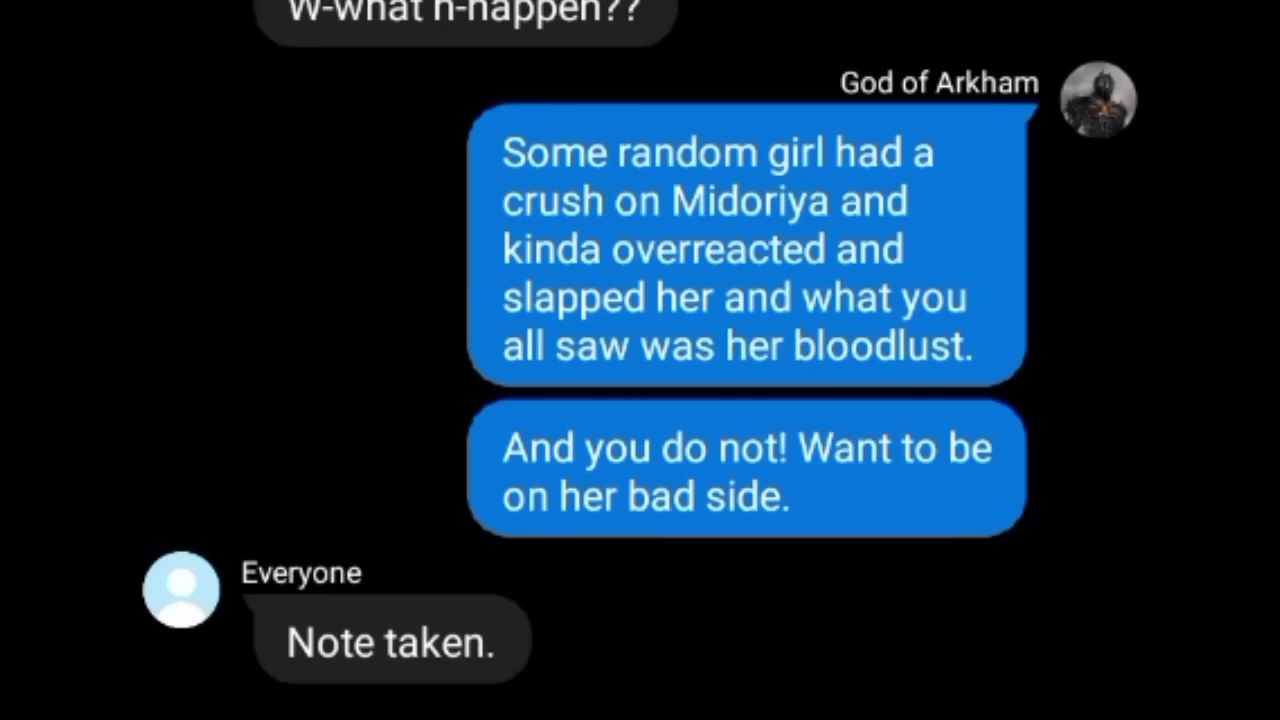 W-what h-happen??
God of Arkham
Some random girl had a
crush on Midoriya and
kinda overreacted and
slapped her and what you
all saw was her bloodlust.
And you do not! Want to be
on her bad side.
Everyone
Note taken.